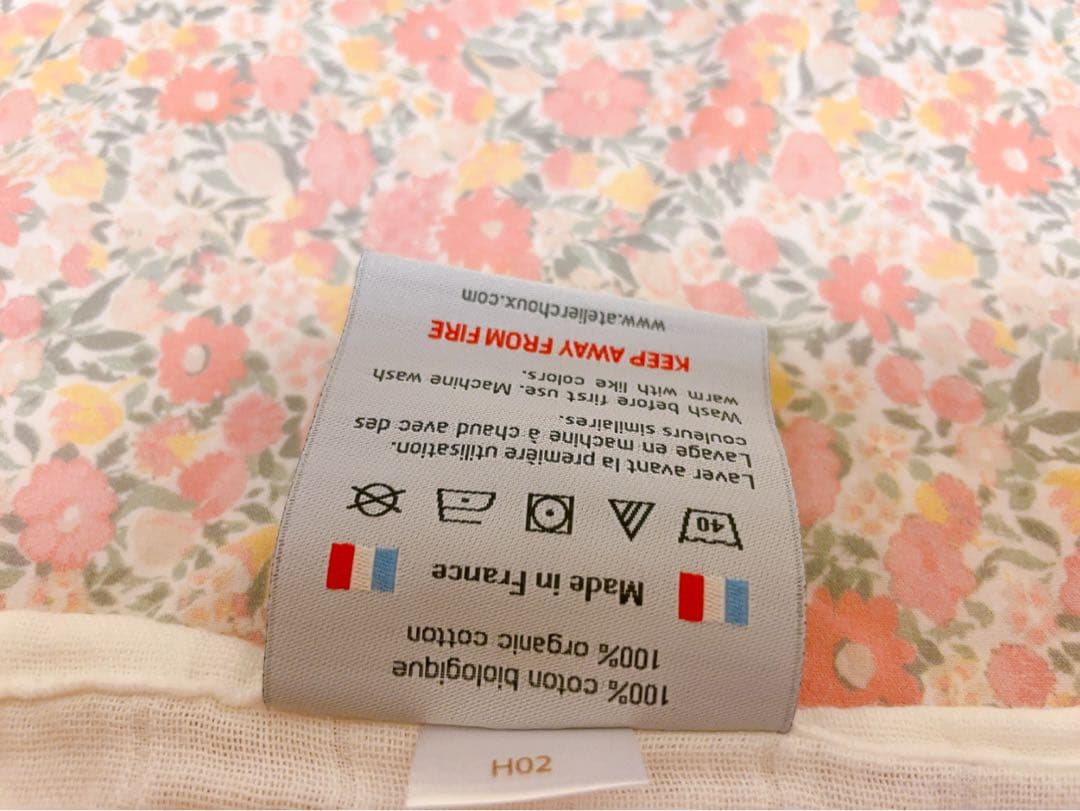 100% coton biologique
100% organic cotton
Made in France
40
Laver avant la première utilisation.
Lavage en machine à chaud avec des
couleurs similaires.
Wash before first use. Machine wash
warm with like colors.
KEEP AWAY FROM FIRE
www.atelierchoux.com
H02